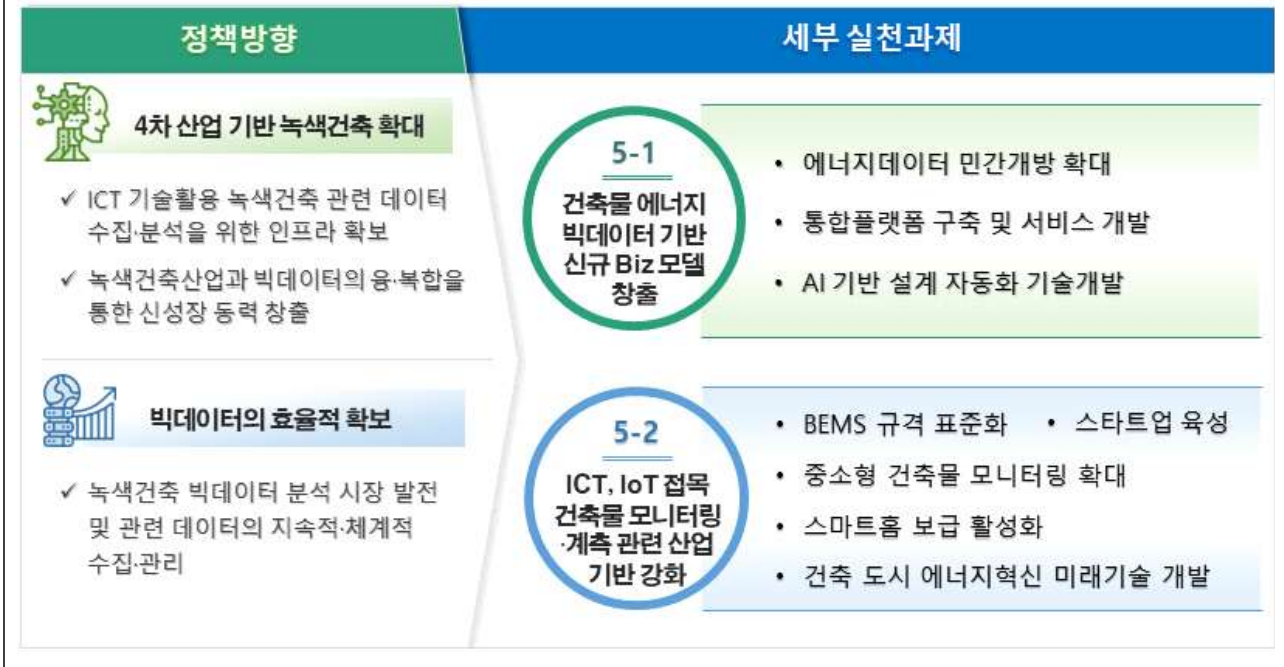 정책방향
세부 실천과제
4차 산업 기반 녹색건축 확대
✓ ICT 기술활용 녹색건축 관련 데이터
수집·분석을 위한 인프라 확보
✓ 녹색건축산업과 빅데이터의 융·복합을
통한 신성장 동력 창출
빅데이터의 효율적 확보
✓ 녹색건축 빅데이터 분석 시장 발전
및 관련 데이터의 지속적·체계적
수집·관리
5-1
건축물 에너지
빅데이터 기반
신규 Biz 모델
창출
• 에너지데이터 민간개방 확대
• 통합플랫폼 구축 및 서비스 개발
• AI 기반 설계 자동화 기술개발
5-2
ICT, IoT 접목
건축물 모니터링
·계측 관련 산업
기반 강화
• BEMS 규격 표준화 • 스타트업 육성
• 중소형 건축물 모니터링 확대
• 스마트홈 보급 활성화
• 건축 도시 에너지혁신 미래기술 개발